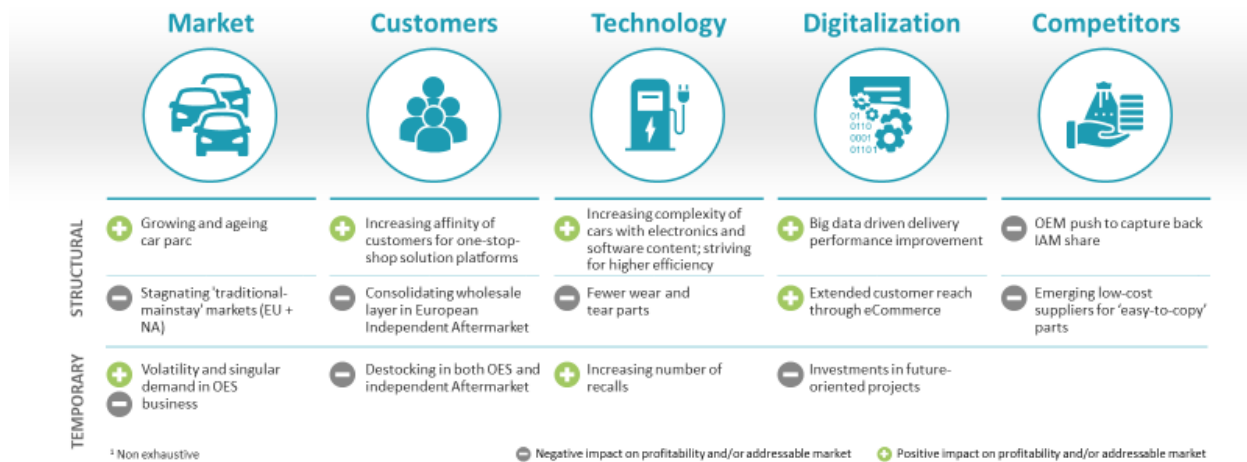 Market
Customers
Technology
Digitalization
Competitors
01
0110
0001
01101
STRUCTURAL
Growing and ageing
car parc
Increasing affinity of
customers for one-stop-
shop solution platforms
Increasing complexity of
cars with electronics and
software content; striving
for higher efficiency
Big data driven delivery
performance improvement
OEM push to capture back
IAM share
Stagnating 'traditional-
mainstay' markets (EU +
NA)
Consolidating wholesale
layer in European
Independent Aftermarket
Fewer wear and
tear parts
Extended customer reach
through eCommerce
Emerging low-cost
suppliers for ‘easy-to-copy’
parts
TEMPORARY
Volatility and singular
demand in OES
business
Destocking in both OES and
independent Aftermarket
Increasing number of
recalls
Investments in future-
oriented projects
¹ Non exhaustive
Negative impact on profitability and/or addressable market
Positive impact on profitability and/or addressable market